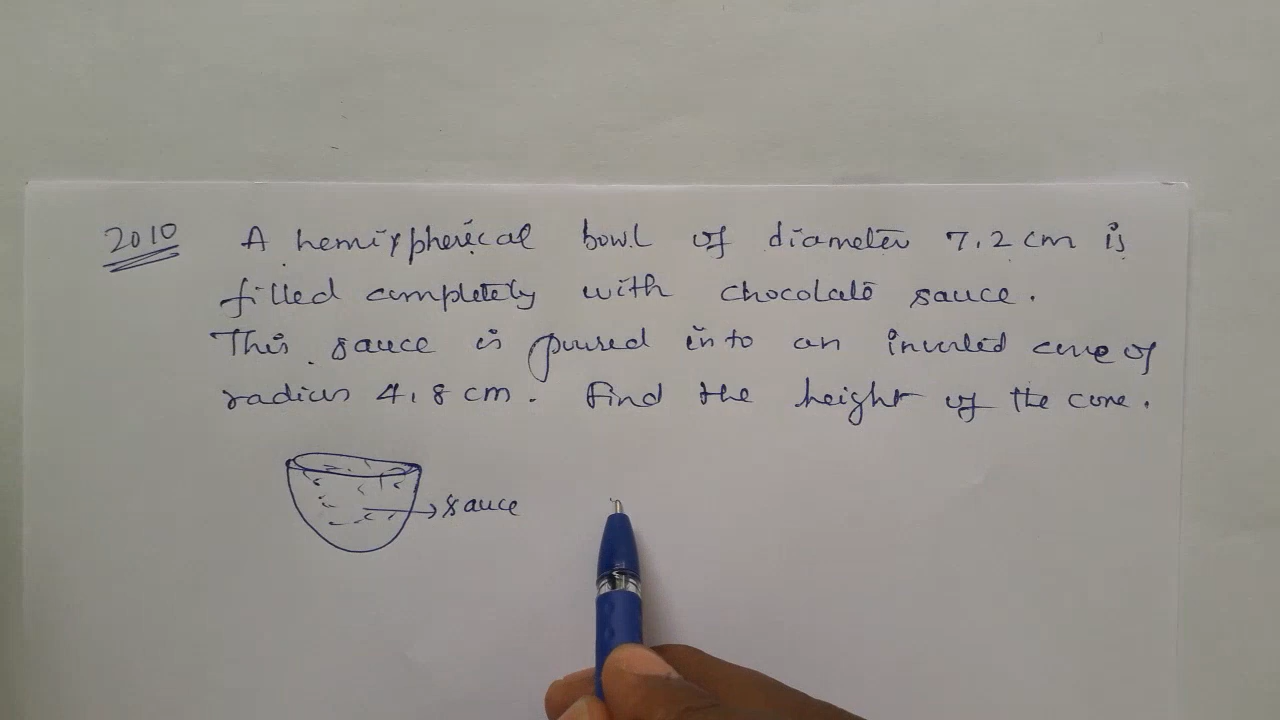 2010 A hemispherical bowl of diameter 7.2 cm is
filled completely with chocolate sauce.
This sauce is poured into an inverted cone of
radius 4.8 cm. Find the height of the cone.
sauce